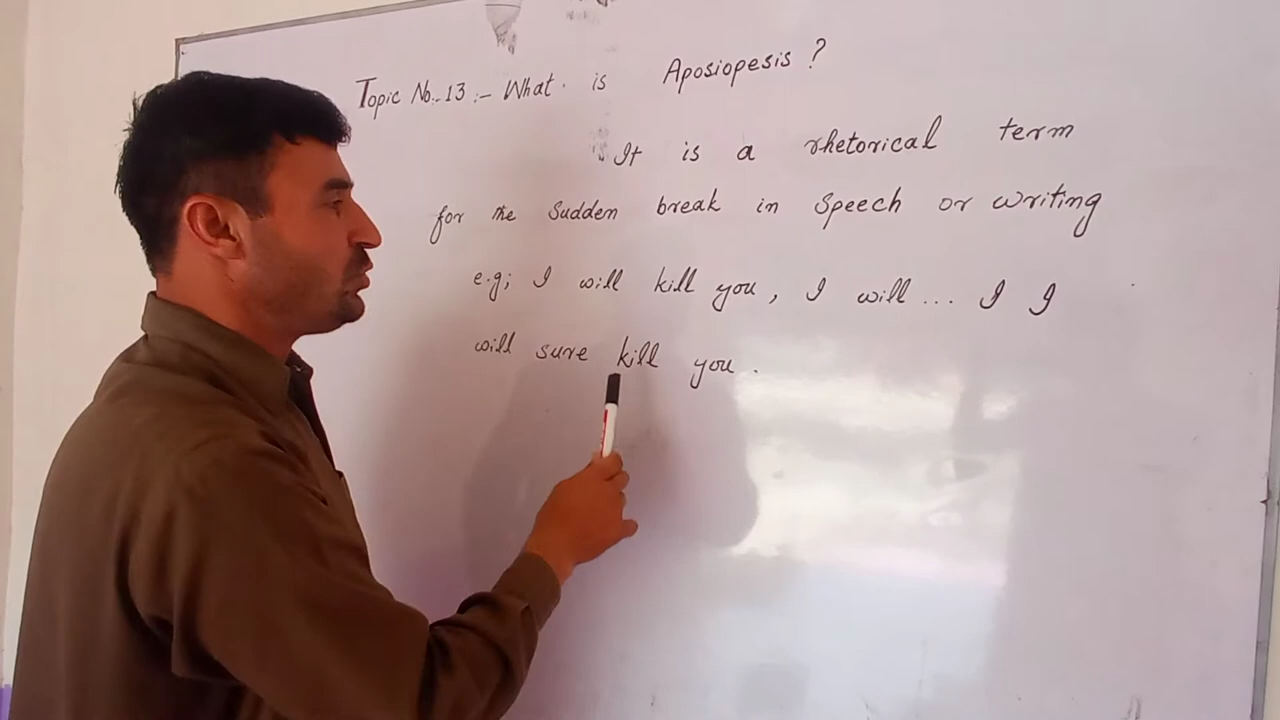 Topic No.-13:- What. is Aposiopesis?
It is a rhetorical term
for the Sudden break in Speech or writing
e.g; I will kill you, I will ... I I
will sure kill you.